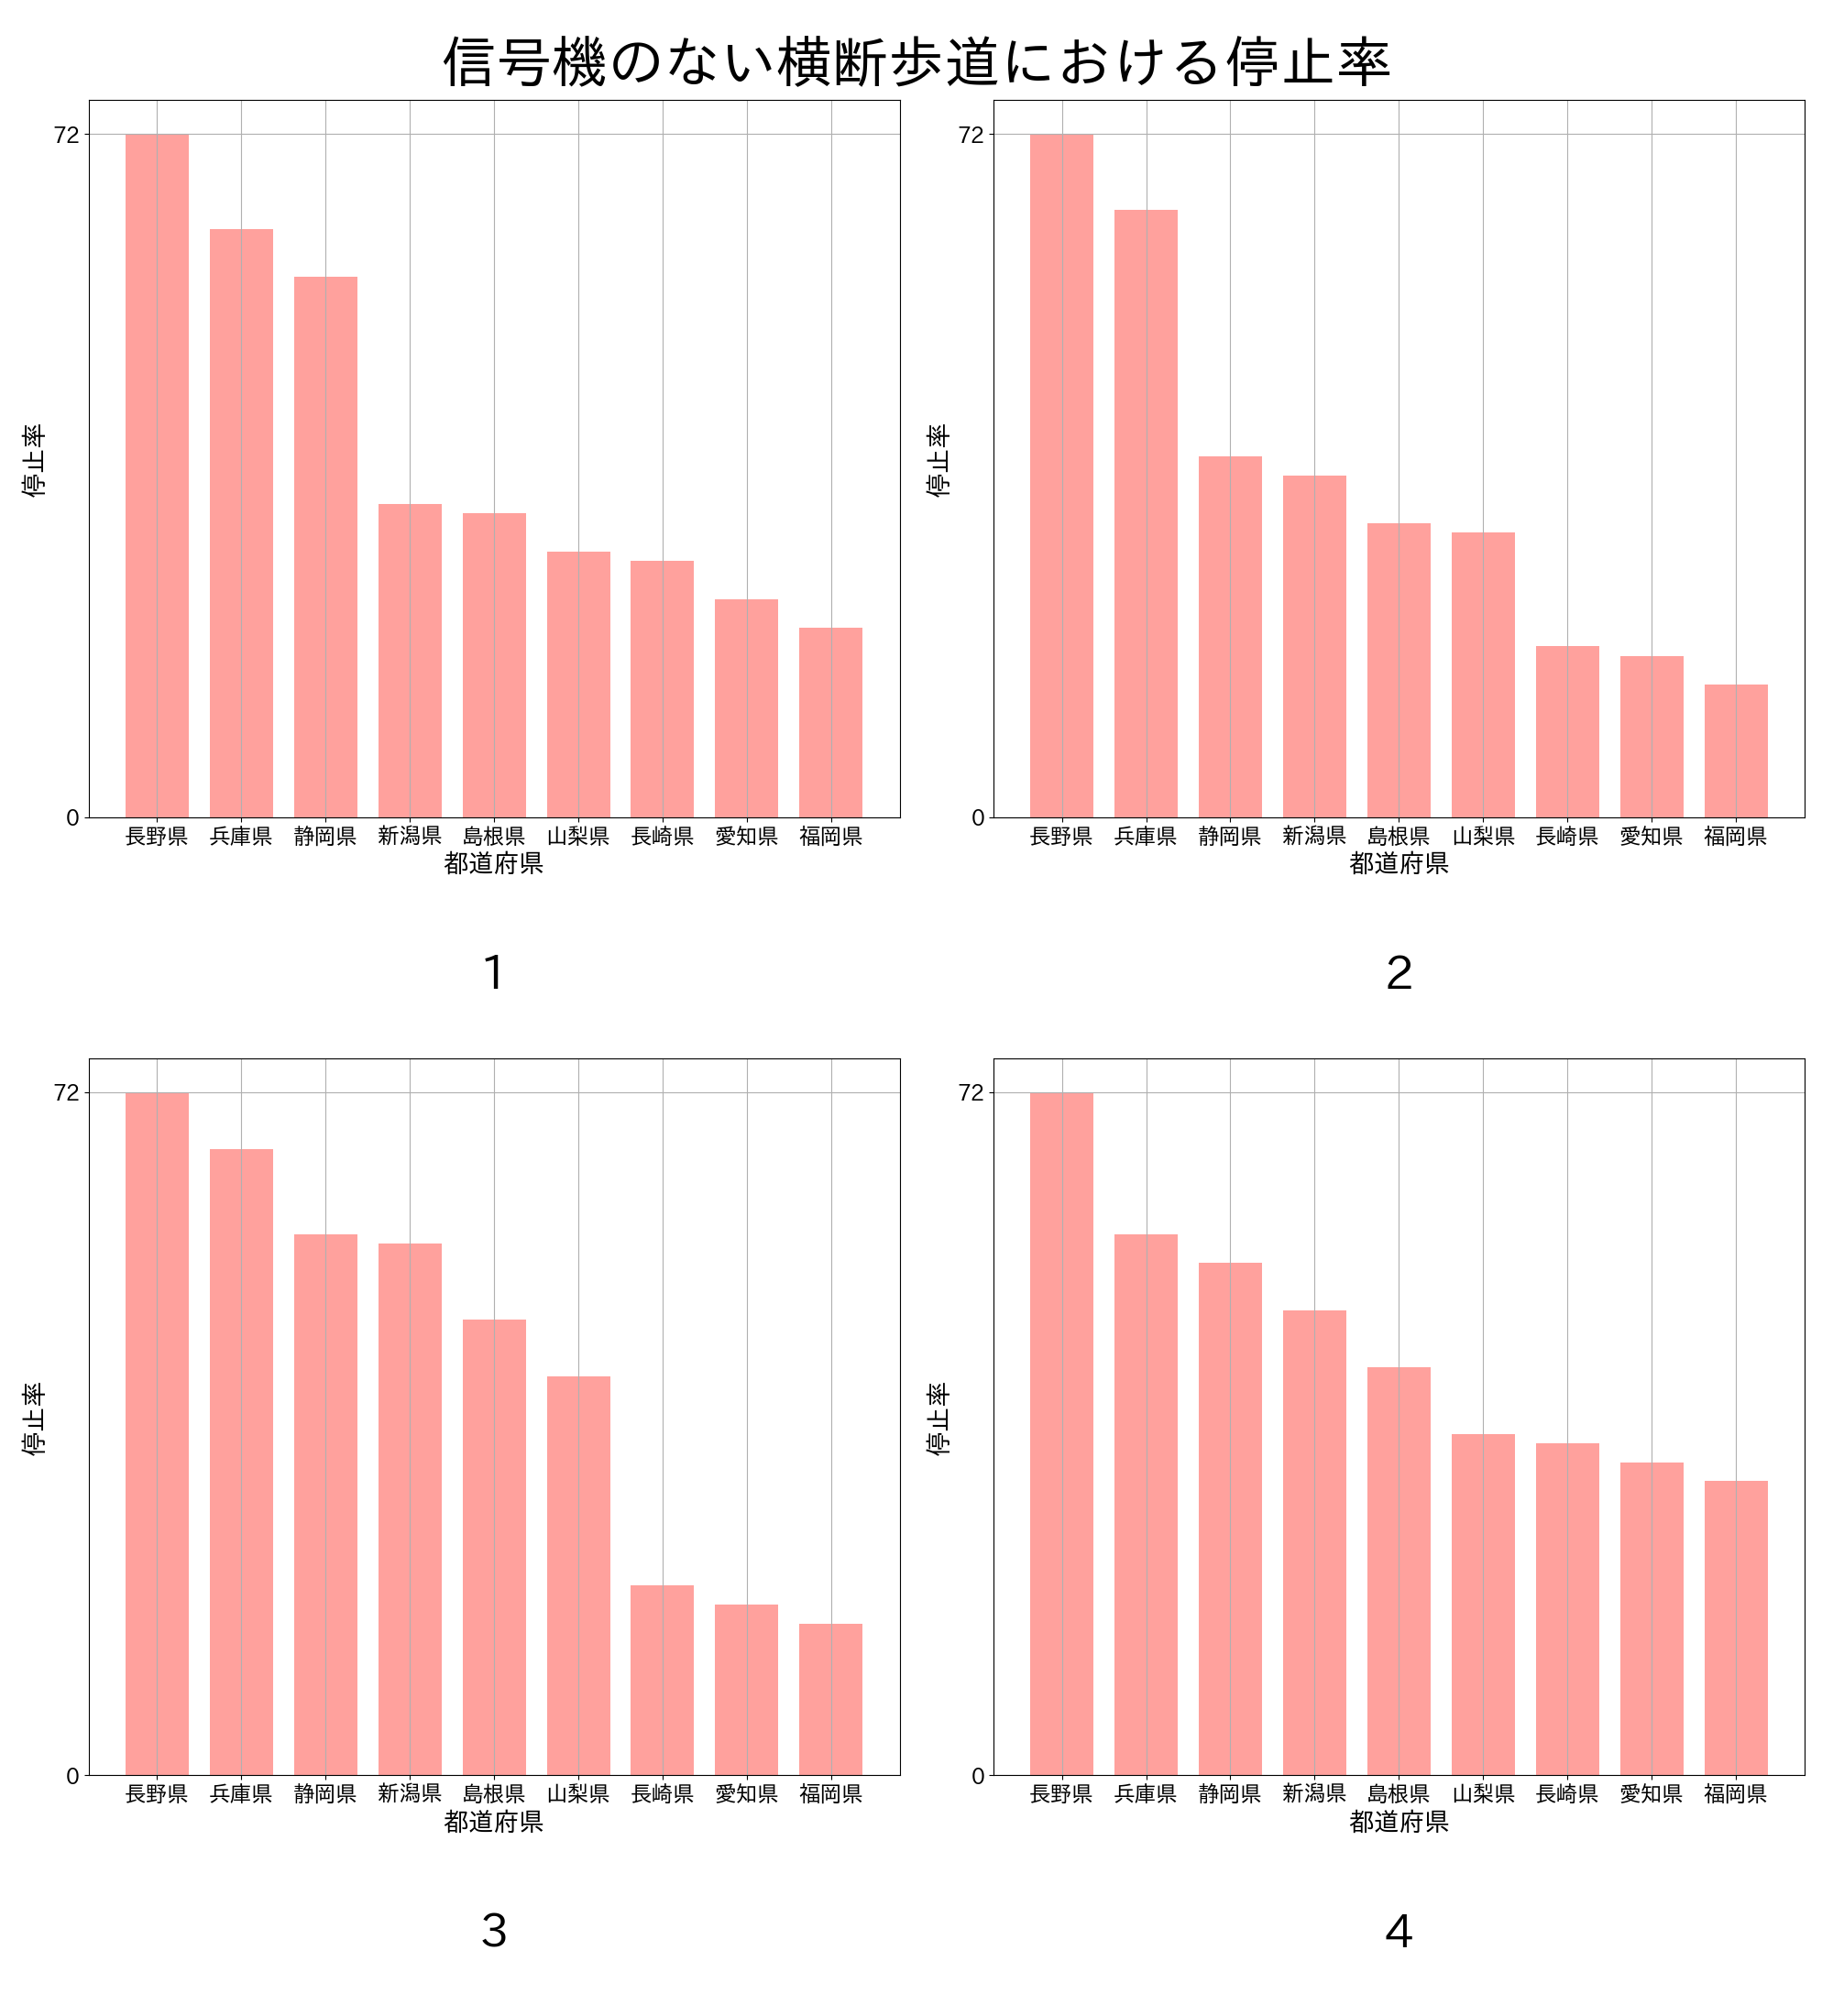 信号機のない横断歩道における停止率
72
0
停止率
長野県 兵庫県 静岡県 新潟県 島根県 山梨県 長崎県 愛知県 福岡県
都道府県
1
72
0
停止率
長野県 兵庫県 静岡県 新潟県 島根県 山梨県 長崎県 愛知県 福岡県
都道府県
2
72
0
停止率
長野県 兵庫県 静岡県 新潟県 島根県 山梨県 長崎県 愛知県 福岡県
都道府県
3
72
0
停止率
長野県 兵庫県 静岡県 新潟県 島根県 山梨県 長崎県 愛知県 福岡県
都道府県
4